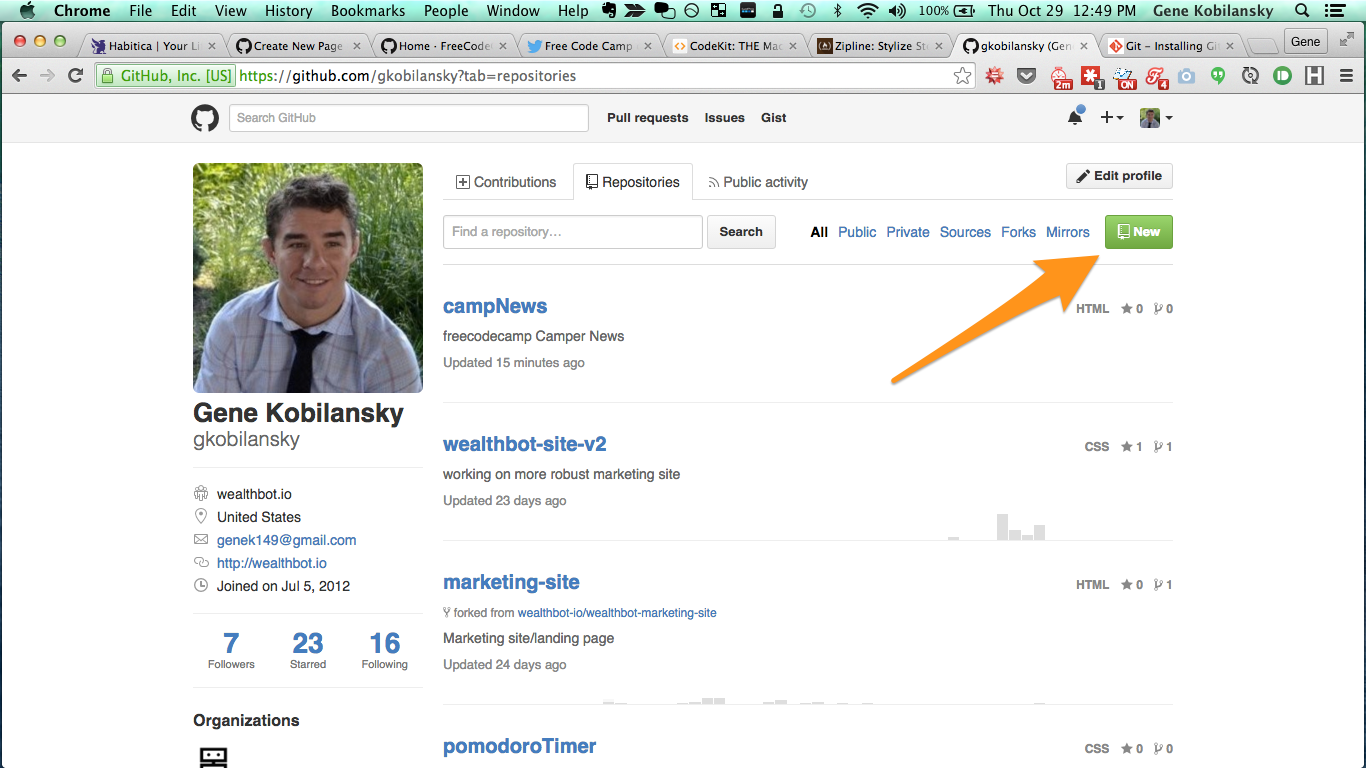 Chrome File Edit View History Bookmarks People Window Help 100% Thu Oct 29 12:49 PM Gene Kobilansky
Habitica | Your Li Create New Page Home · FreeCode Free Code Camp CodeKit: THE Mac Zipline: Stylize St gkobilansky (Gen Git - Installing Gi Gene
GitHub, Inc. [US] https://github.com/gkobilansky?tab=repositories 2m 1 ON 4
Search GitHub Pull requests Issues Gist
Contributions Repositories Public activity Edit profile
Find a repository… Search All Public Private Sources Forks Mirrors New
campNews HTML 0 0
freecodecamp Camper News
Updated 15 minutes ago
Gene Kobilansky
gkobilansky
wealthbot-site-v2 CSS 1 1
working on more robust marketing site
Updated 23 days ago
wealthbot.io
United States
genek149@gmail.com
http://wealthbot.io
Joined on Jul 5, 2012
marketing-site HTML 0 1
forked from wealthbot-io/wealthbot-marketing-site
Marketing site/landing page
Updated 24 days ago
7 23 16
Followers Starred Following
Organizations
pomodoroTimer CSS 0 0